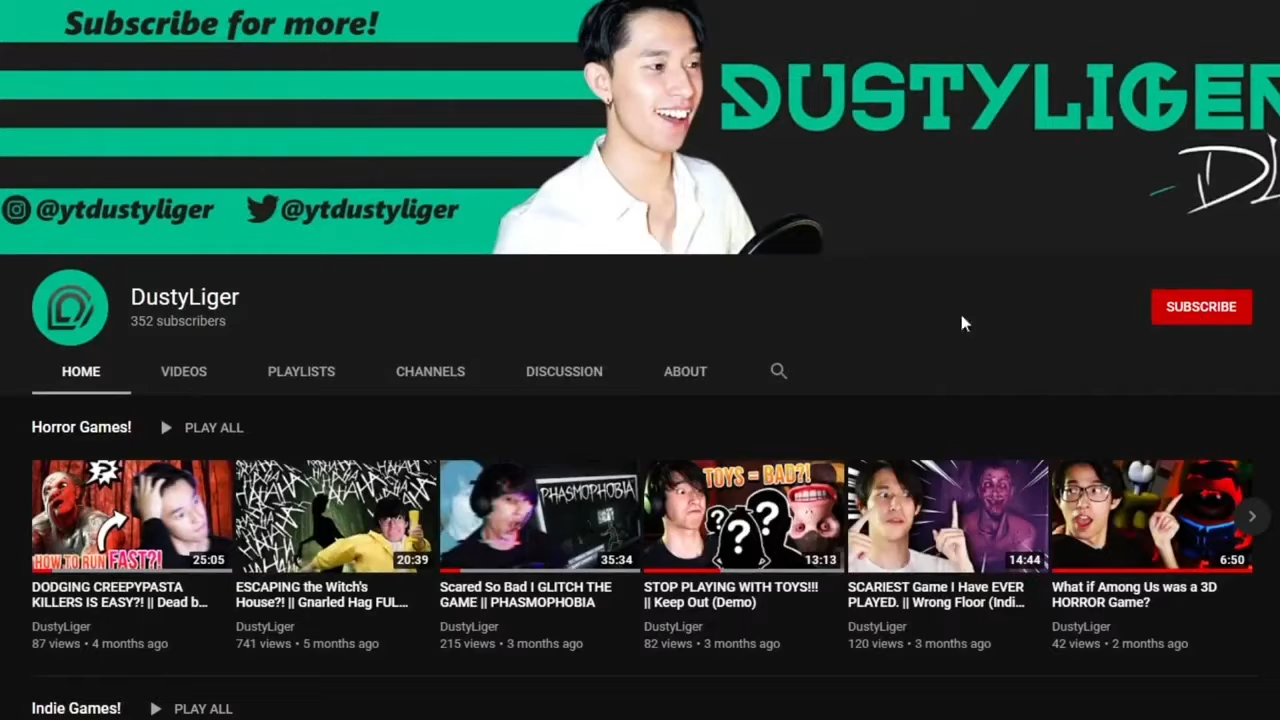 Subscribe for more!
DUSTYLIGER
@ytdustyliger @ytdustyliger
DustyLiger
352 subscribers
SUBSCRIBE
HOME VIDEOS PLAYLISTS CHANNELS DISCUSSION ABOUT
Horror Games! PLAY ALL
HOW TO RUN FAST?!
25:05
20:39
PHASMOPHOBIA
35:34
TOYS = BAD?!
? ? ?
13:13
14:44
6:50
DODGING CREEPYPASTA
KILLERS IS EASY?! || Dead b...
DustyLiger
87 views • 4 months ago
ESCAPING the Witch's
House?! || Gnarled Hag FUL...
DustyLiger
741 views • 5 months ago
Scared So Bad I GLITCH THE
GAME || PHASMOPHOBIA
DustyLiger
215 views • 3 months ago
STOP PLAYING WITH TOYS!!!
|| Keep Out (Demo)
DustyLiger
82 views • 3 months ago
SCARIEST Game I Have EVER
PLAYED. || Wrong Floor (Indi...
DustyLiger
120 views • 3 months ago
What if Among Us was a 3D
HORROR Game?
DustyLiger
42 views • 2 months ago
Indie Games! PLAY ALL